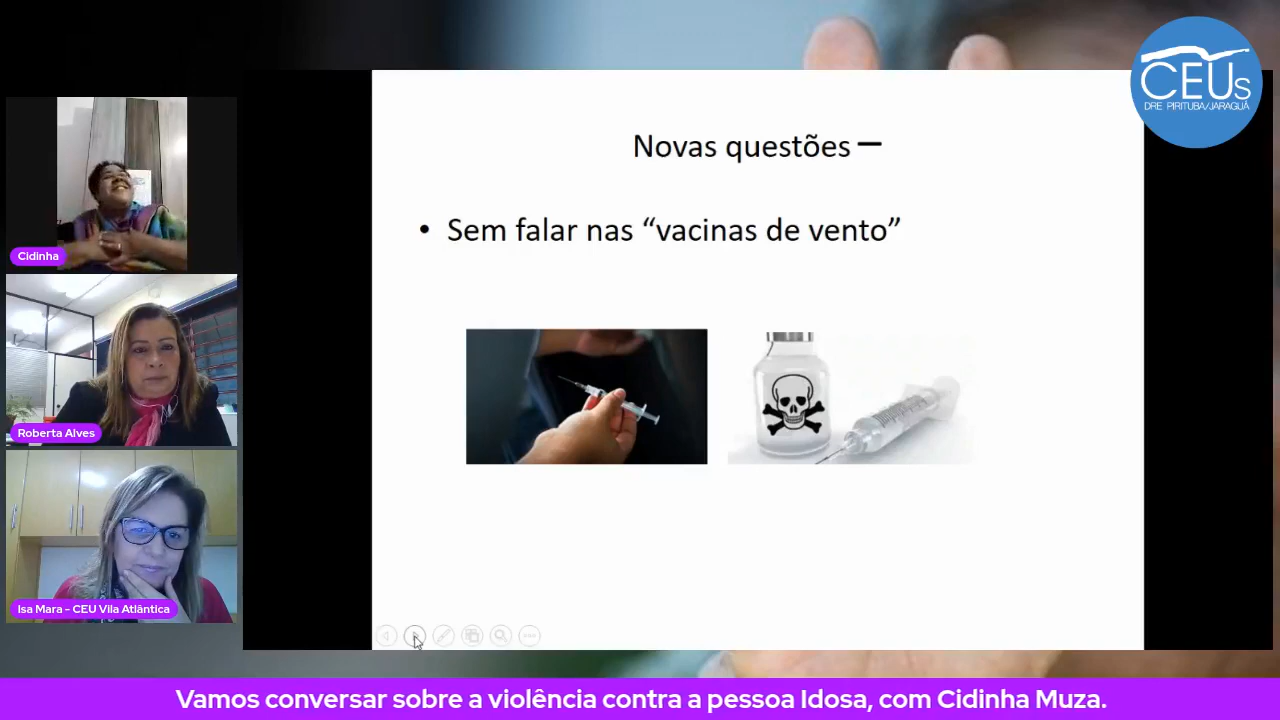 CEUs
DRE PIRITUBA/JARAGUÁ
Novas questões –
• Sem falar nas “vacinas de vento”
Cidinha
Roberta Alves
Isa Mara - CEU Vila Atlântica
Vamos conversar sobre a violência contra a pessoa Idosa, com Cidinha Muza.